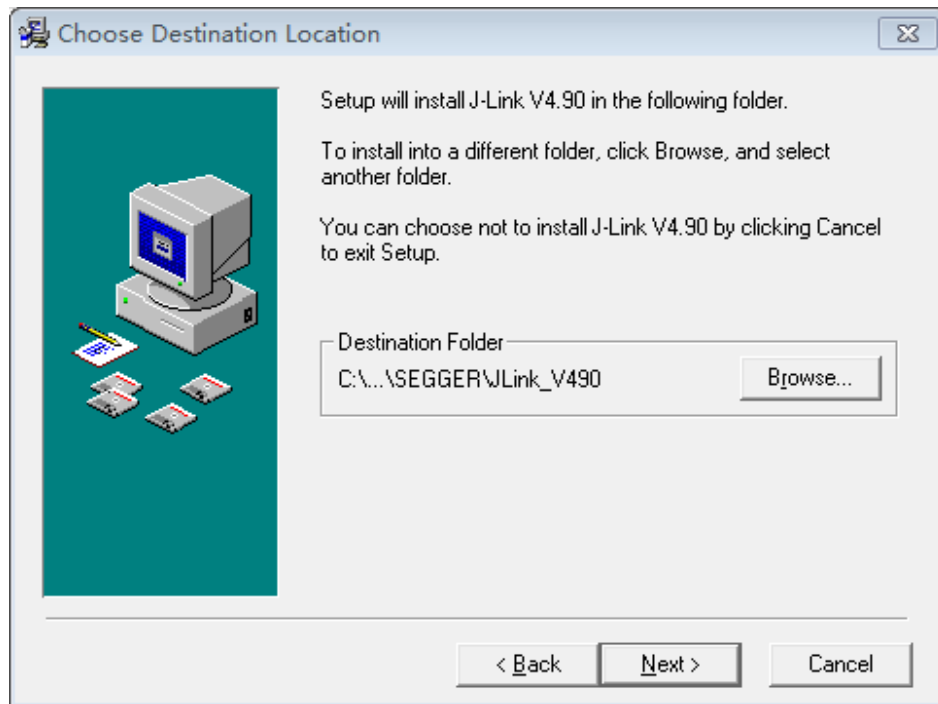 Choose Destination Location
Setup will install J-Link V4.90 in the following folder.
To install into a different folder, click Browse, and select
another folder.
You can choose not to install J-Link V4.90 by clicking Cancel
to exit Setup.
Destination Folder
C:\...\SEGGER\JLink_V490
Browse...
< Back
Next >
Cancel